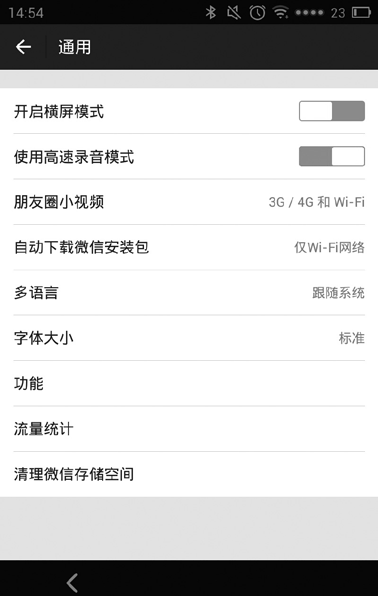 14:54 23
通用
开启横屏模式
使用高速录音模式
朋友圈小视频 3G / 4G 和 Wi-Fi
自动下载微信安装包 仅Wi-Fi网络
多语言 跟随系统
字体大小 标准
功能
流量统计
清理微信存储空间